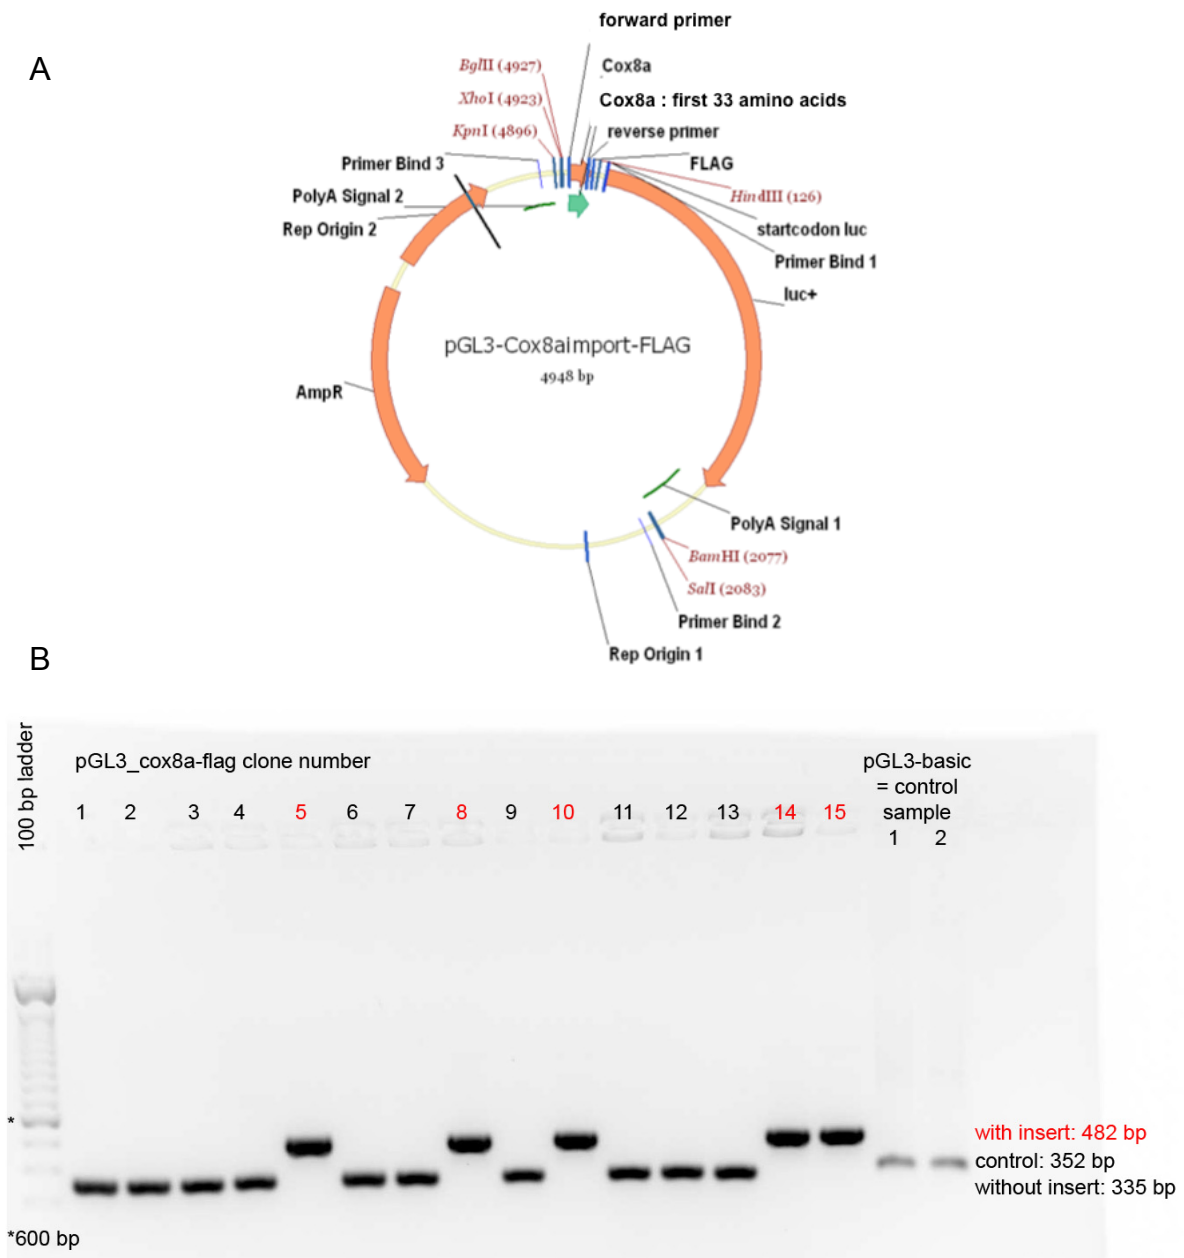 A
forward primer
BglII (4927)
Cox8a
XhoI (4923)
Cox8a : first 33 amino acids
KpnI (4896)
reverse primer
Primer Bind 3
FLAG
PolyA Signal 2
HindIII (126)
Rep Origin 2
startcodon luc
Primer Bind 1
luc+
pGL3-Cox8aimport-FLAG
4948 bp
AmpR
PolyA Signal 1
BamHI (2077)
SalI (2083)
Primer Bind 2
Rep Origin 1
B
100 bp ladder
pGL3_cox8a-flag clone number
pGL3-basic
= control
sample
1 2 3 4 5 6 7 8 9 10 11 12 13 14 15
1 2
*
with insert: 482 bp
control: 352 bp
without insert: 335 bp
*600 bp